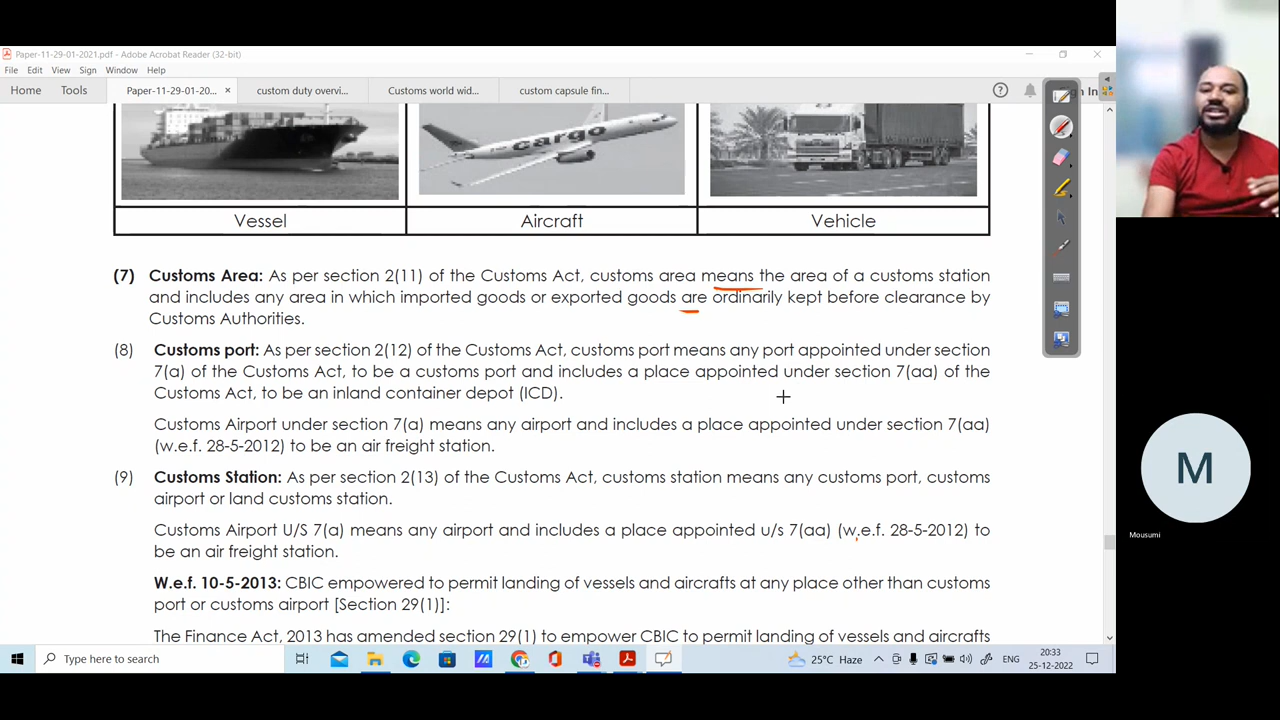 Paper-11-29-01-2021.pdf - Adobe Acrobat Reader (32-bit)
File Edit View Sign Window Help
Home Tools Paper-11-29-01-20... × custom duty overvi... Customs world wid... custom capsule fin... In
cargo
Vessel Aircraft Vehicle
(7) Customs Area: As per section 2(11) of the Customs Act, customs area means the area of a customs station
and includes any area in which imported goods or exported goods are ordinarily kept before clearance by
Customs Authorities.
(8) Customs port: As per section 2(12) of the Customs Act, customs port means any port appointed under section
7(a) of the Customs Act, to be a customs port and includes a place appointed under section 7(aa) of the
Customs Act, to be an inland container depot (ICD).
Customs Airport under section 7(a) means any airport and includes a place appointed under section 7(aa)
(w.e.f. 28-5-2012) to be an air freight station.
(9) Customs Station: As per section 2(13) of the Customs Act, customs station means any customs port, customs
airport or land customs station.
Customs Airport U/S 7(a) means any airport and includes a place appointed u/s 7(aa) (w.e.f. 28-5-2012) to
be an air freight station.
W.e.f. 10-5-2013: CBIC empowered to permit landing of vessels and aircrafts at any place other than customs
port or customs airport [Section 29(1)]:
The Finance Act, 2013 has amended section 29(1) to empower CBIC to permit landing of vessels and aircrafts
M
Mousumi
Type here to search
25°C Haze
ENG
20:33
25-12-2022